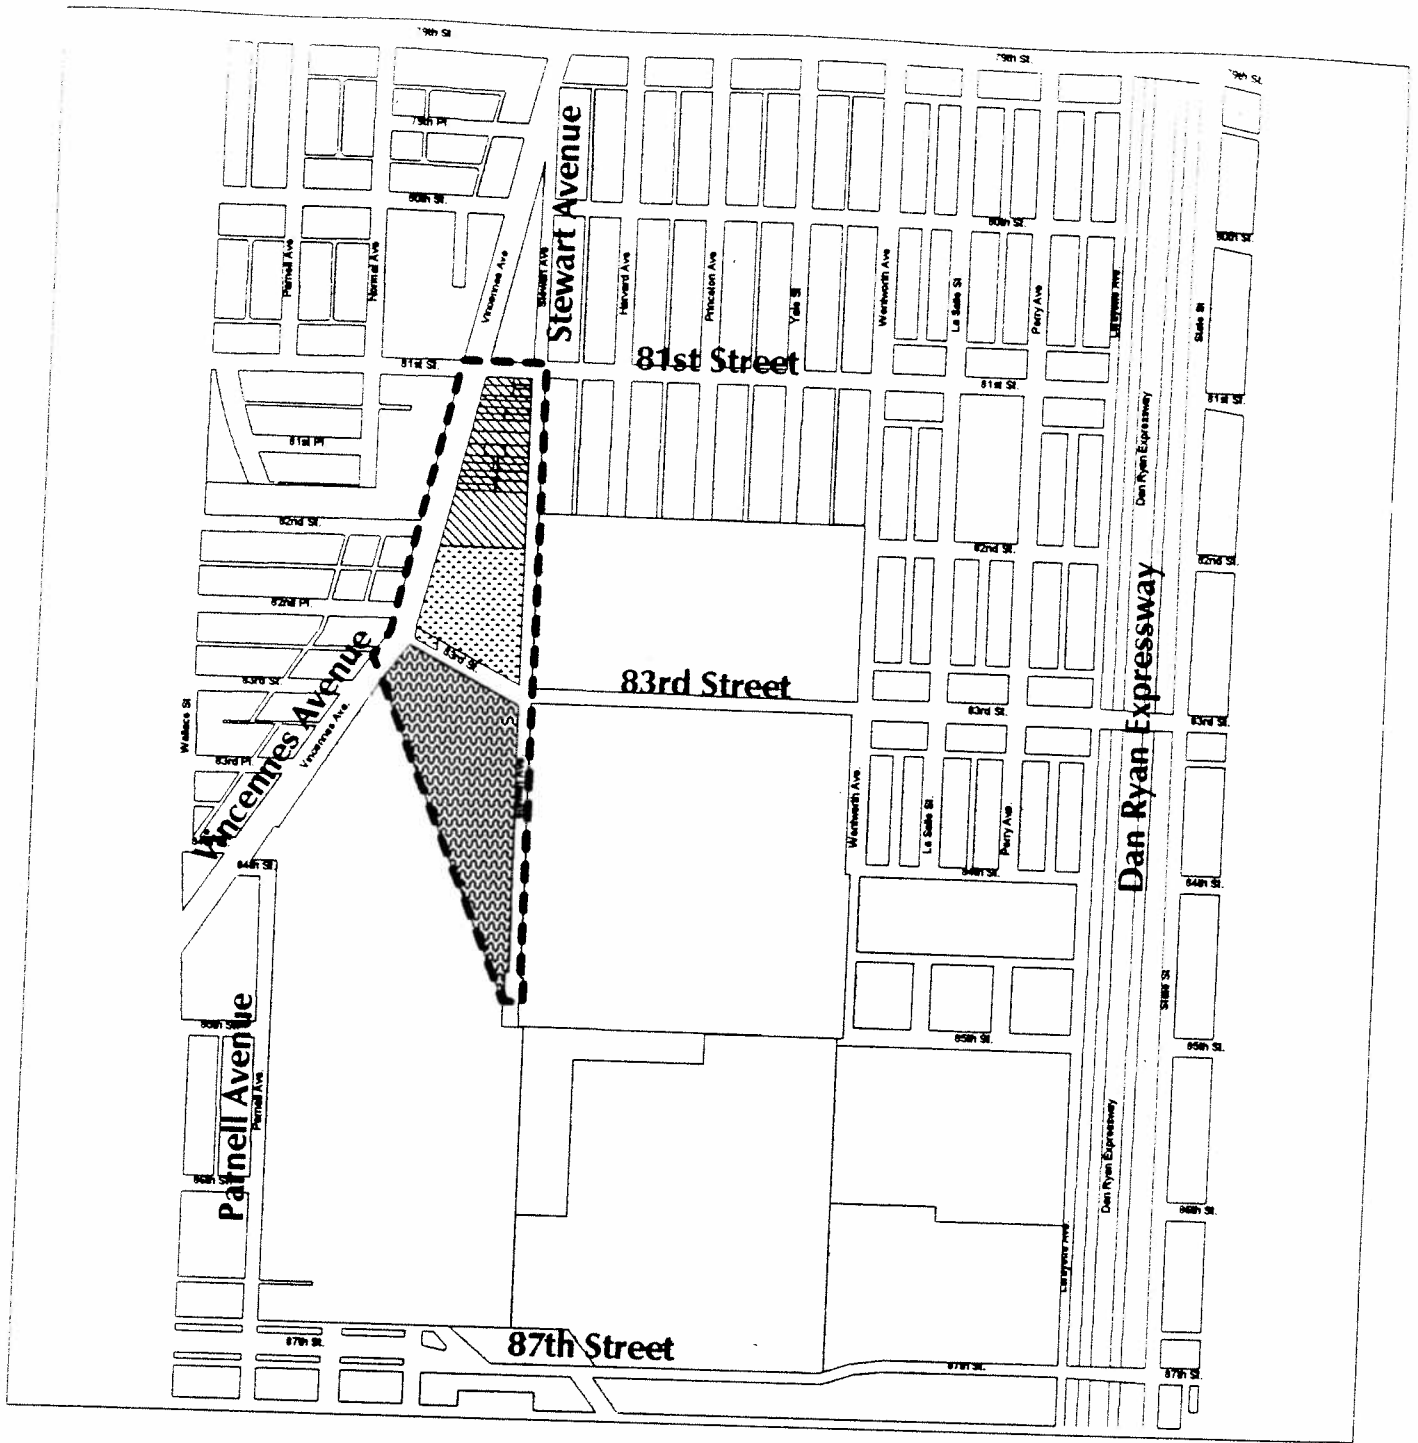 79th St
79th St.
79th St.
79th Pl
80th St.
80th St.
80th St.
Stewart Avenue
Parnell Ave
Normal Ave
Vincennes Ave
Stewart Ave
Harvard Ave
Princeton Ave
Yale St
Wentworth Ave
La Salle St
Perry Ave
Lafayette Ave.
State St
81st Street
81st St.
81st St.
81st St.
81st Pl
Dan Ryan Expressway
82nd St.
82nd St.
82nd St.
82nd Pl.
83rd St.
83rd Street
83rd St.
83rd St.
83rd St.
Wallace St
Vincennes Avenue
Vincennes Ave.
Dan Ryan Expressway
83rd Pl.
Wentworth Ave.
La Salle St.
Perry Ave.
84th St.
84th St.
84th St.
State St
85th St.
85th St.
85th St.
Parnell Avenue
Parnell Ave.
Dan Ryan Expressway
86th St.
86th St.
Lafayette Ave.
87th St.
87th Street
87th St.
87th St.